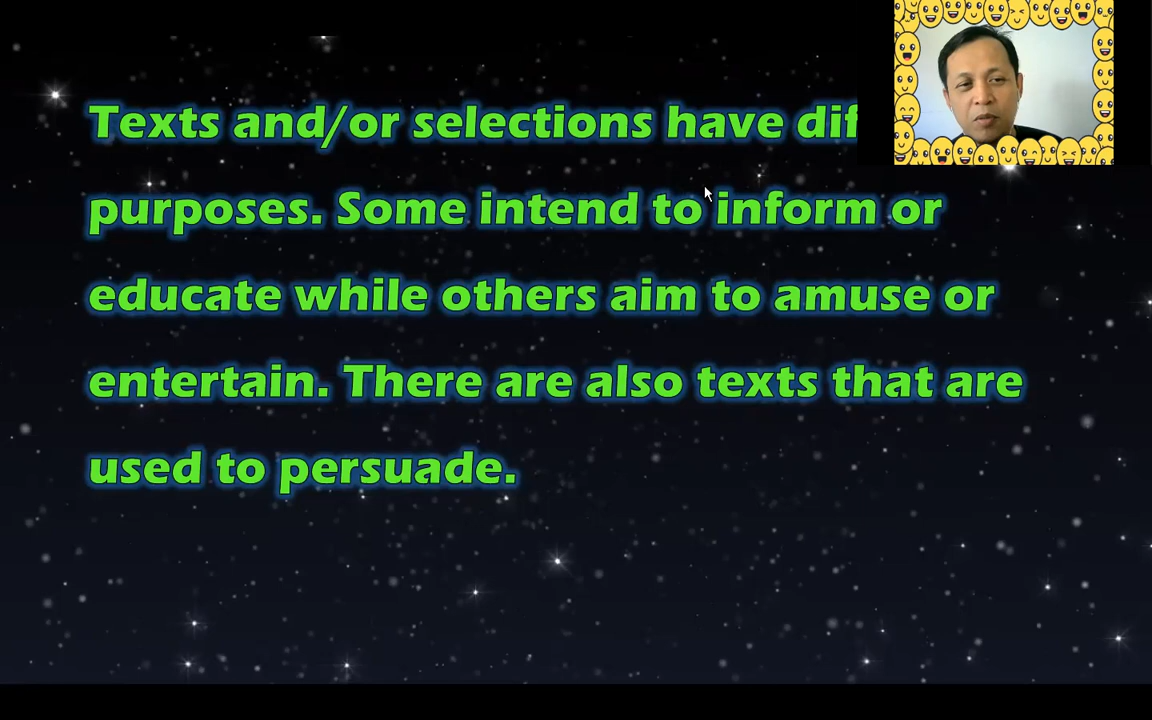 Texts and/or selections have dif
purposes. Some intend to inform or
educate while others aim to amuse or
entertain. There are also texts that are
used to persuade.